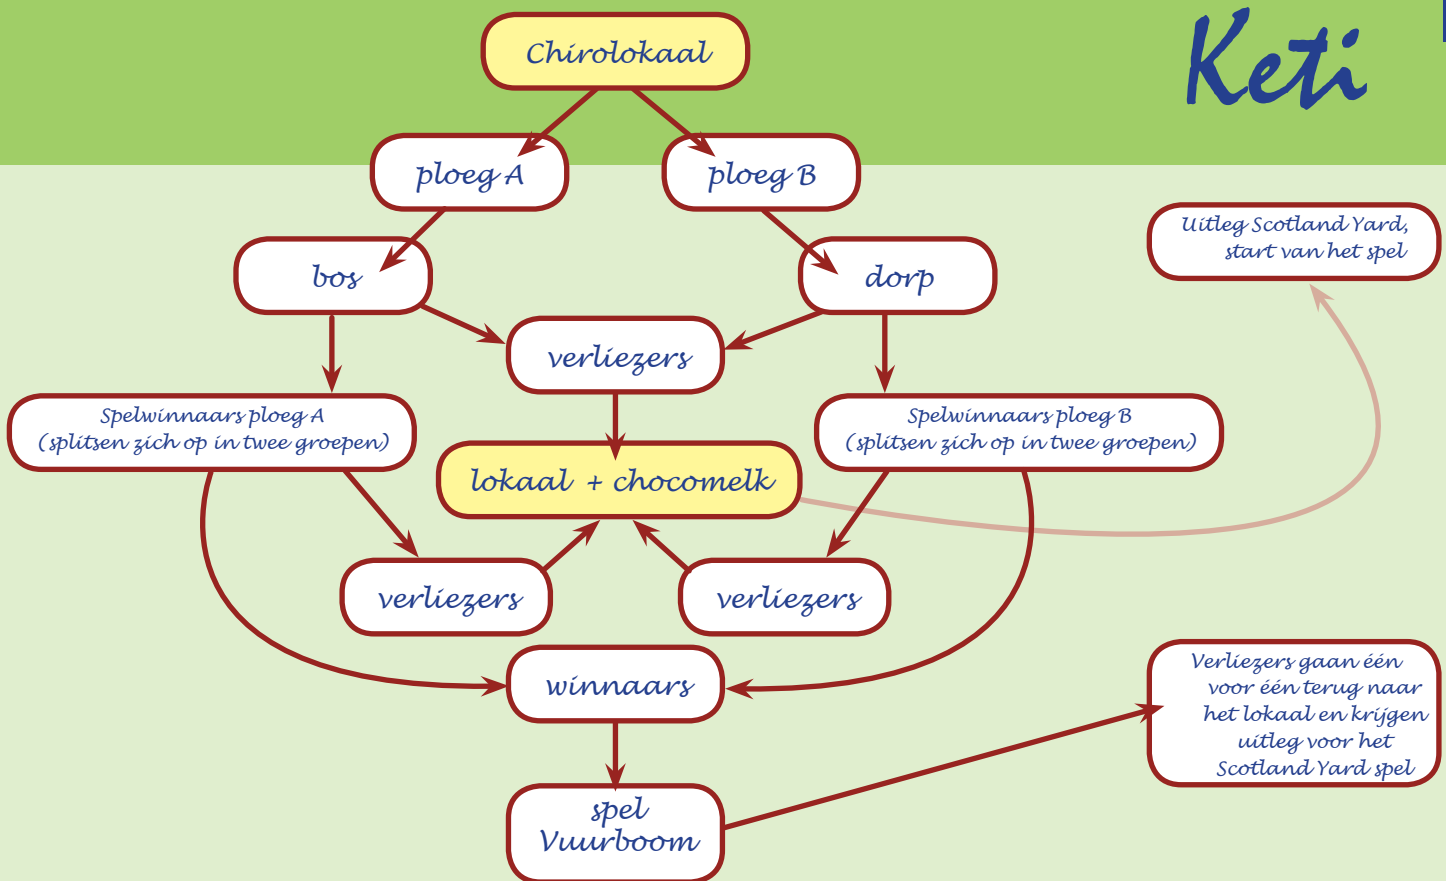 Keti
Chirolokaal
ploeg A
ploeg B
bos
dorp
Uitleg Scotland Yard,
start van het spel
verliezers
Spelwinnaars ploeg A
(splitsen zich op in twee groepen)
Spelwinnaars ploeg B
(splitsen zich op in twee groepen)
lokaal + chocomelk
verliezers
verliezers
winnaars
Verliezers gaan één
voor één terug naar
het lokaal en krijgen
uitleg voor het
Scotland Yard spel
spel
Vuurboom